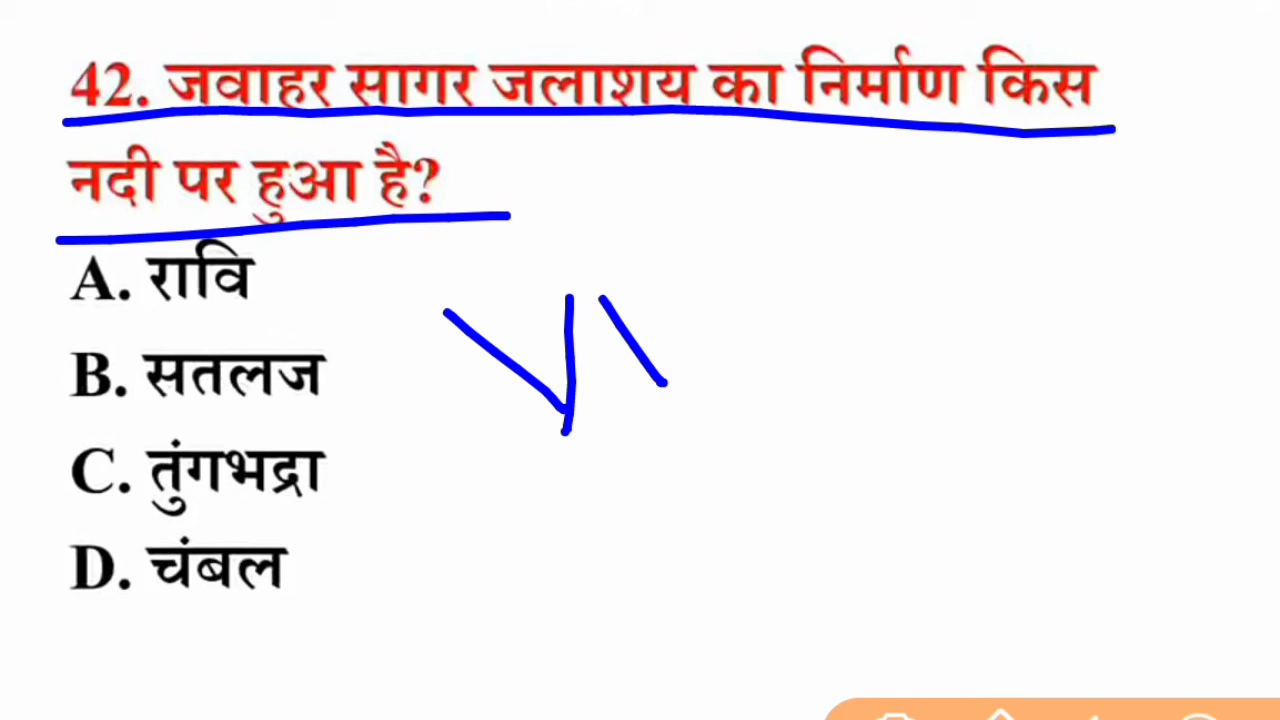 42. जवाहर सागर जलाशय का निर्माण किस
नदी पर हुआ है?
A. रावि
B. सतलज
C. तुंगभद्रा
D. चंबल